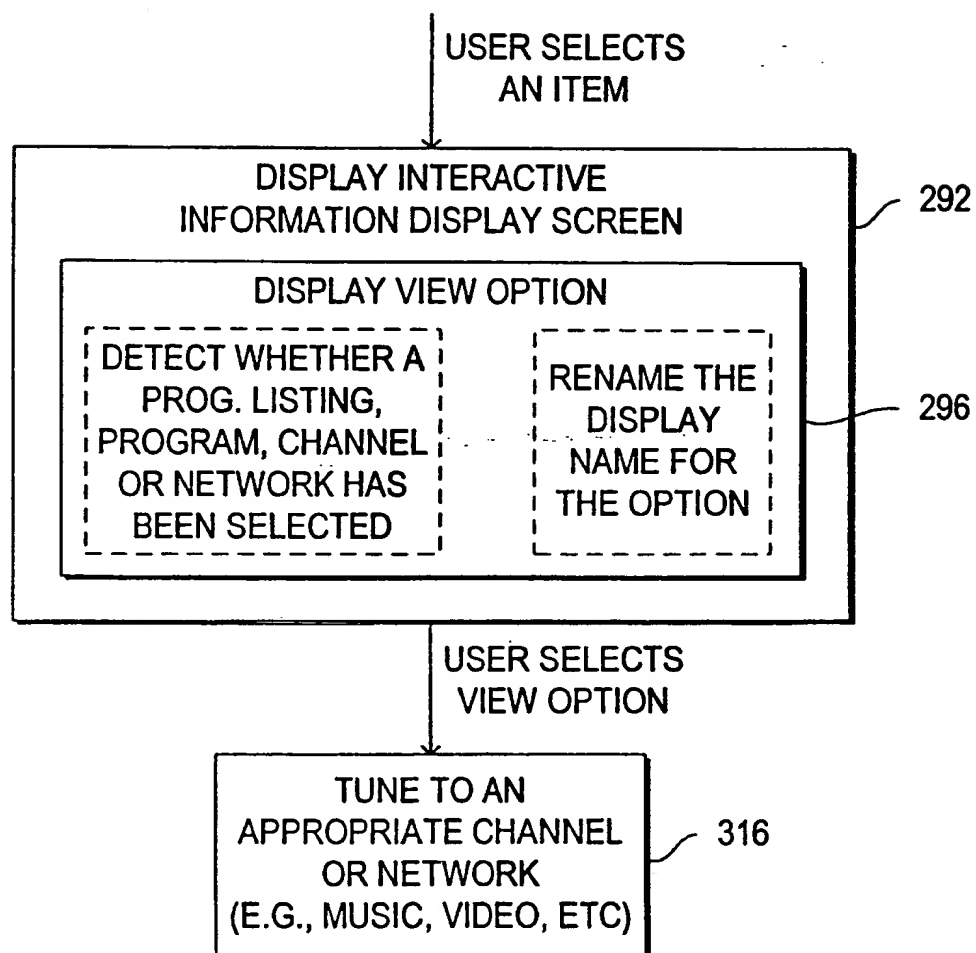 USER SELECTS
AN ITEM
DISPLAY INTERACTIVE
INFORMATION DISPLAY SCREEN
292
DISPLAY VIEW OPTION
DETECT WHETHER A
PROG. LISTING,
PROGRAM, CHANNEL
OR NETWORK HAS
BEEN SELECTED
RENAME THE
DISPLAY
NAME FOR
THE OPTION
296
USER SELECTS
VIEW OPTION
TUNE TO AN
APPROPRIATE CHANNEL
OR NETWORK
(E.G., MUSIC, VIDEO, ETC)
316